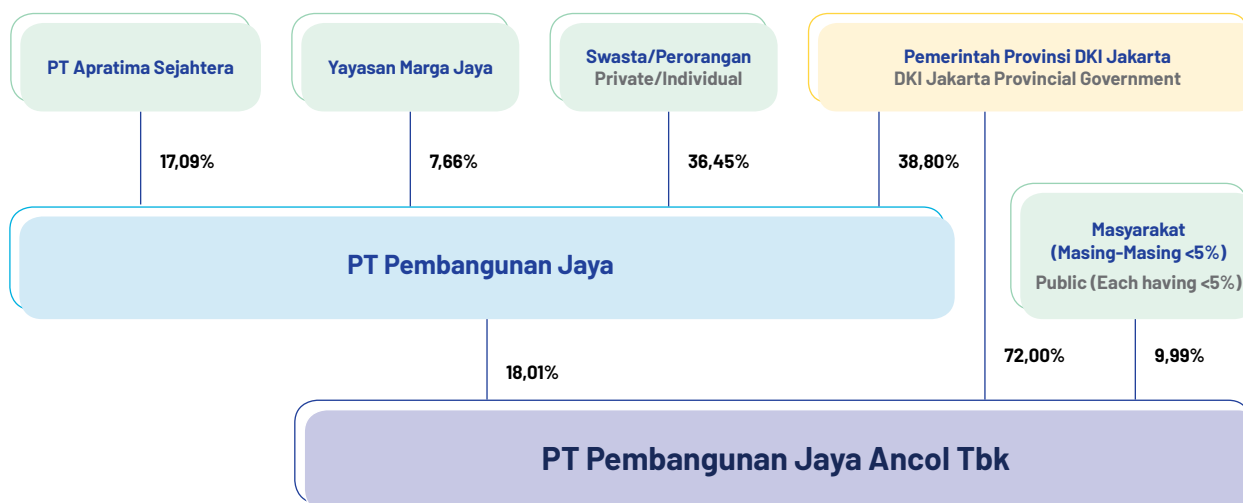 PT Apratima Sejahtera
Yayasan Marga Jaya
Swasta/Perorangan
Private/Individual
Pemerintah Provinsi DKI Jakarta
DKI Jakarta Provincial Government
17,09%
7,66%
36,45%
38,80%
PT Pembangunan Jaya
Masyarakat
(Masing-Masing <5%)
Public (Each having <5%)
18,01%
72,00%
9,99%
PT Pembangunan Jaya Ancol Tbk